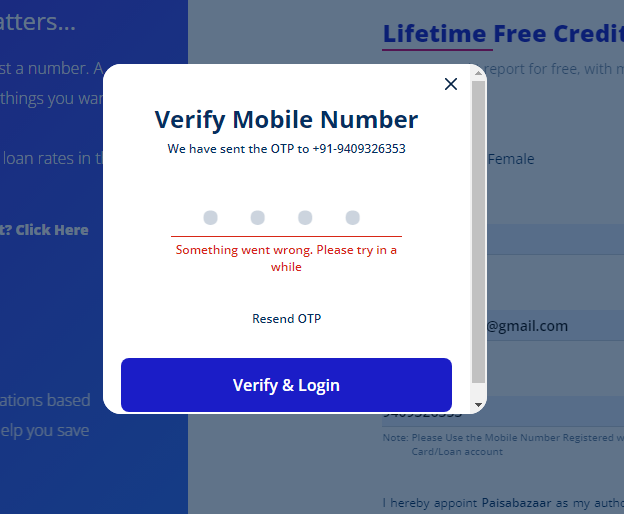 atters...
st a number. A
things you wan
loan rates in th
t? Click Here
ations based
elp you save
Lifetime Free Credit
report for free, with m
Female
@gmail.com
9409326353
Note: Please Use the Mobile Number Registered w
Card/Loan account
I hereby appoint Paisabazaar as my autho
Verify Mobile Number
We have sent the OTP to +91-9409326353
Something went wrong. Please try in a
while
Resend OTP
Verify & Login